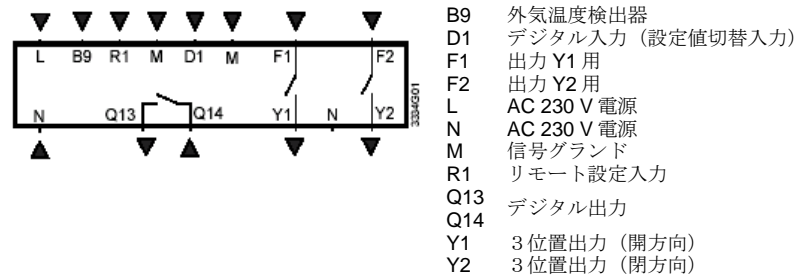 L B9 R1 M D1 M F1 F2
N Q13 Q14 Y1 N Y2
3334G01
B9 外気温度検出器
D1 デジタル入力（設定値切替入力）
F1 出力 Y1 用
F2 出力 Y2 用
L AC 230 V 電源
N AC 230 V 電源
M 信号グランド
R1 リモート設定入力
Q13
Q14 デジタル出力
Y1 ３位置出力（開方向）
Y2 ３位置出力（閉方向）